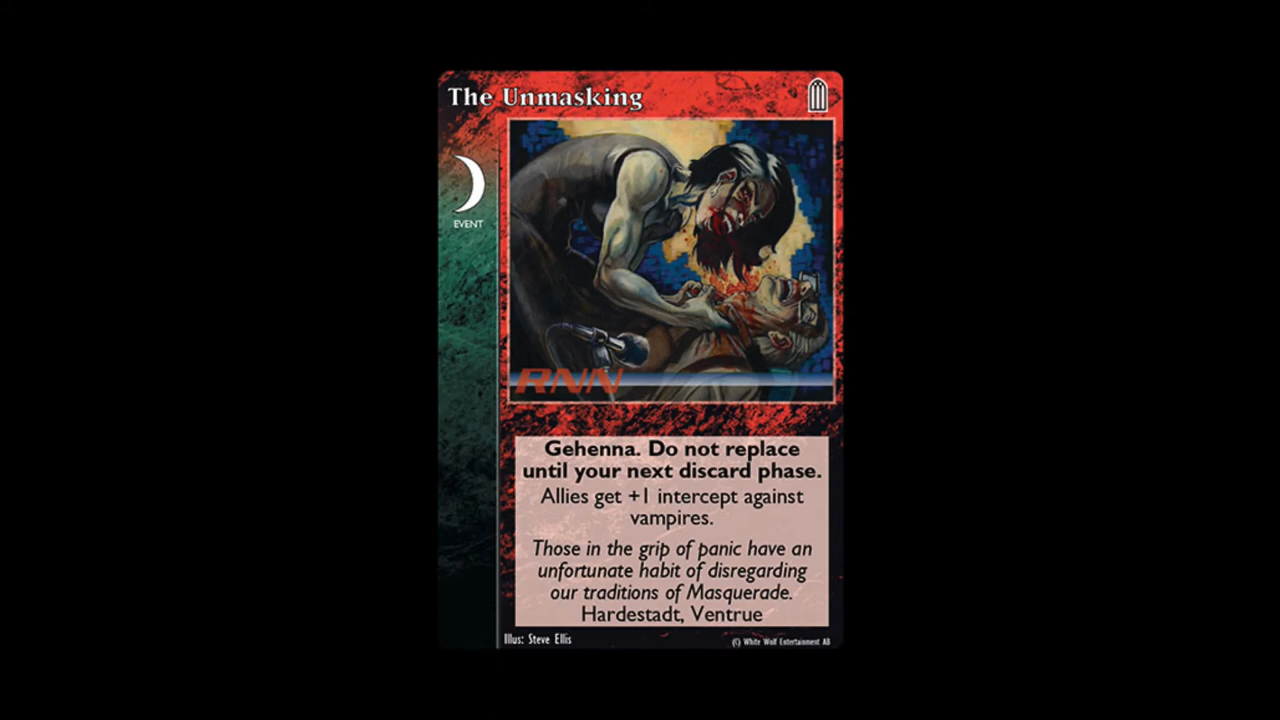 The Unmasking
EVENT
RNN
Gehenna. Do not replace
until your next discard phase.
Allies get +1 intercept against
vampires.
Those in the grip of panic have an
unfortunate habit of disregarding
our traditions of Masquerade.
Hardestadt, Ventrue
Illus: Steve Ellis
(C) White Wolf Entertainment AB